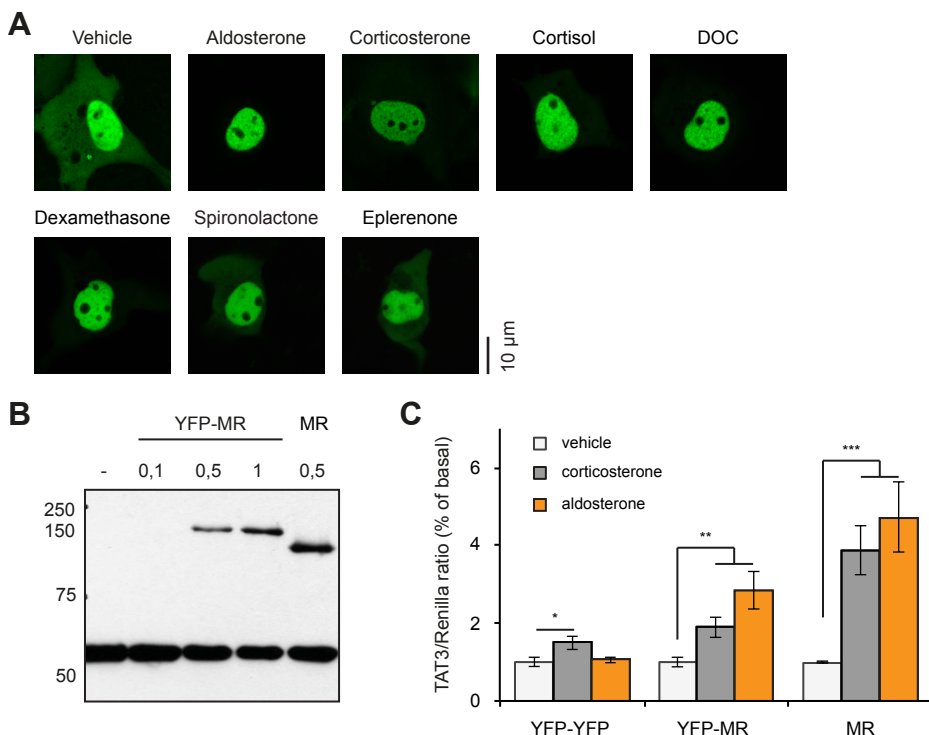 A
Vehicle Aldosterone Corticosterone Cortisol DOC
Dexamethasone Spironolactone Eplerenone
10 µm
B
YFP-MR MR
- 0,1 0,5 1 0,5
250
150
75
50
C
TAT3/Renilla ratio (% of basal)
6
4
2
0
vehicle
corticosterone
aldosterone
*
**
***
YFP-YFP YFP-MR MR